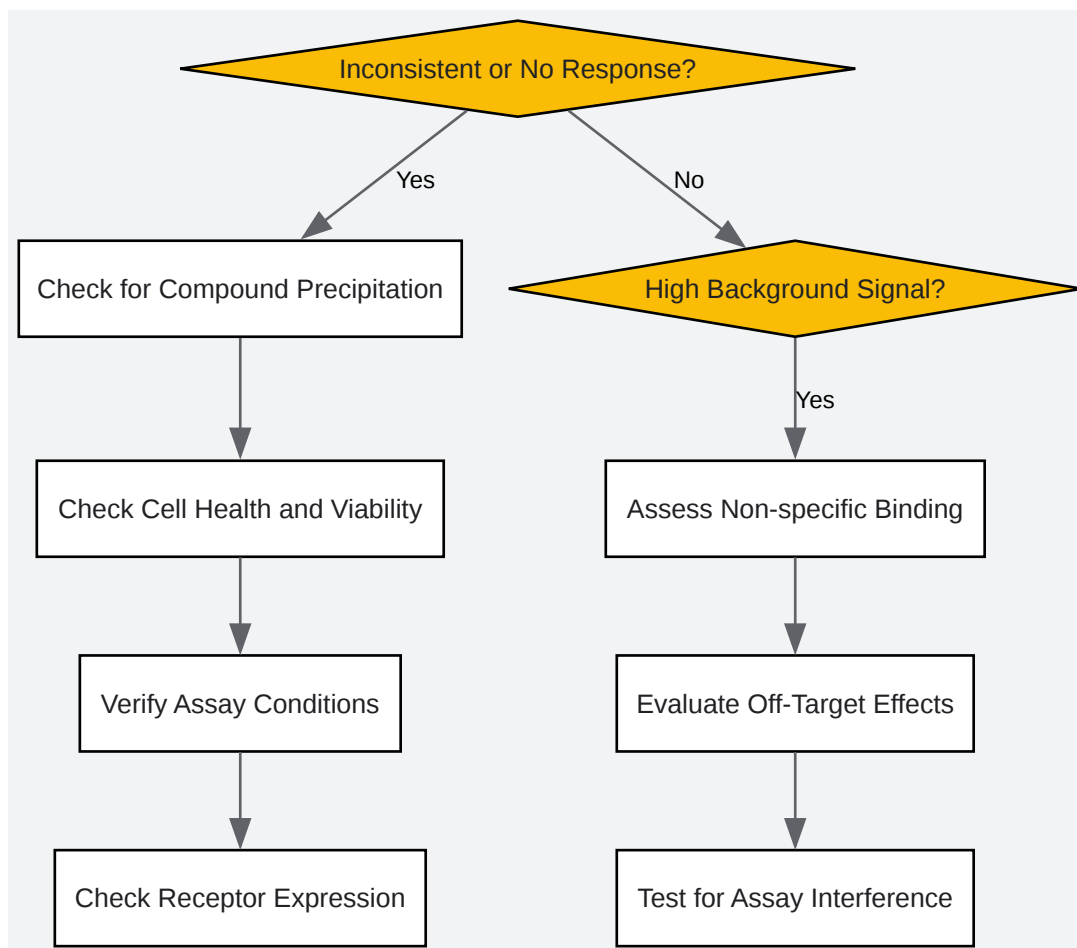 Inconsistent or No Response?
Yes
No
Check for Compound Precipitation
High Background Signal?
Yes
Check Cell Health and Viability
Assess Non-specific Binding
Verify Assay Conditions
Evaluate Off-Target Effects
Check Receptor Expression
Test for Assay Interference